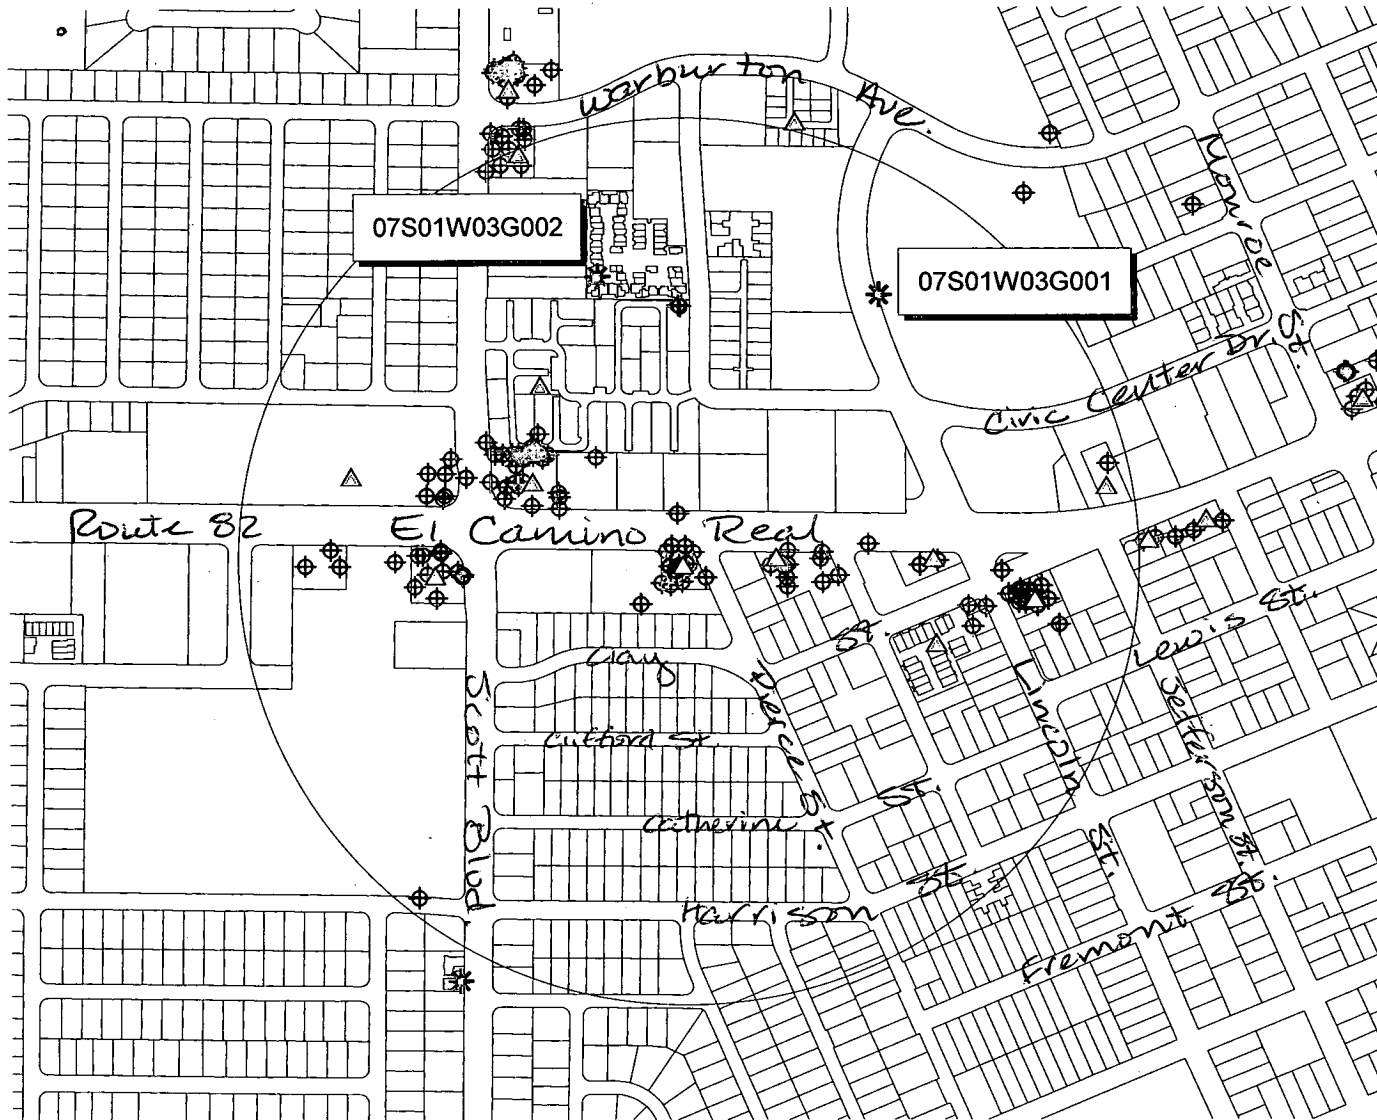 Warburton Ave.
Monroe St.
07S01W03G002
07S01W03G001
Civic Center Dr.
Route 82 El Camino Real
Lewis St.
Clay St.
Scott Blvd.
Pierce St.
Lincoln St.
Jefferson St.
Clifford St.
Catherine St.
Harrison St.
Fremont St.